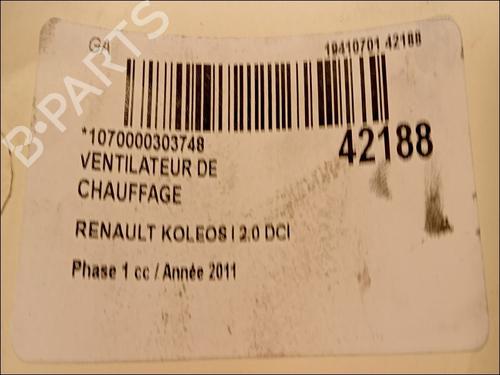 G4
19410701 42188
*1070000303748
42188
VENTILATEUR DE
CHAUFFAGE
RENAULT KOLEOS I 2.0 DCI
Phase 1 cc / Année 2011
B-PARTS